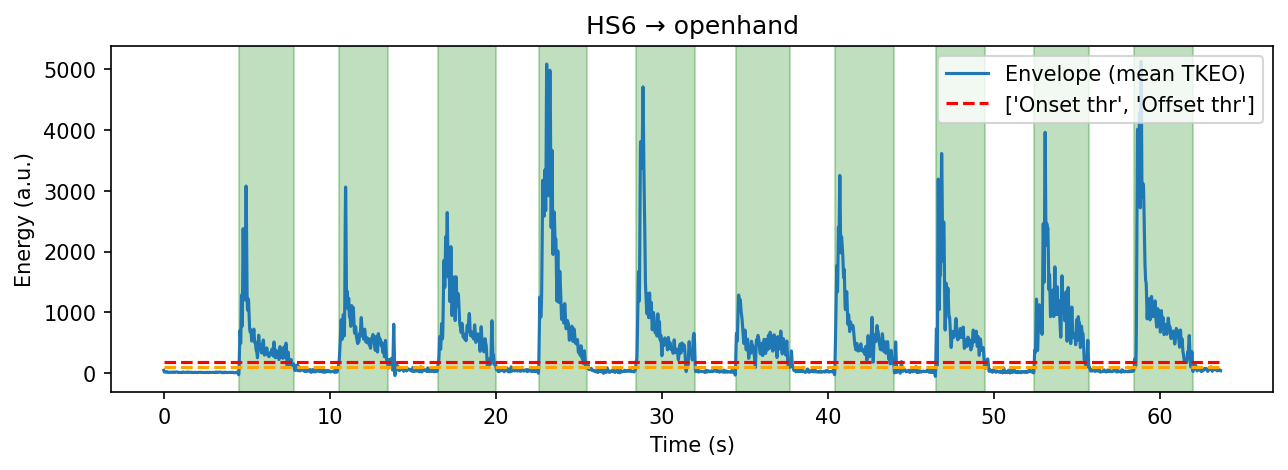 HS6 → openhand
Energy (a.u.)
5000
4000
3000
2000
1000
0
Envelope (mean TKEO)
['Onset thr', 'Offset thr']
0 10 20 30 40 50 60
Time (s)